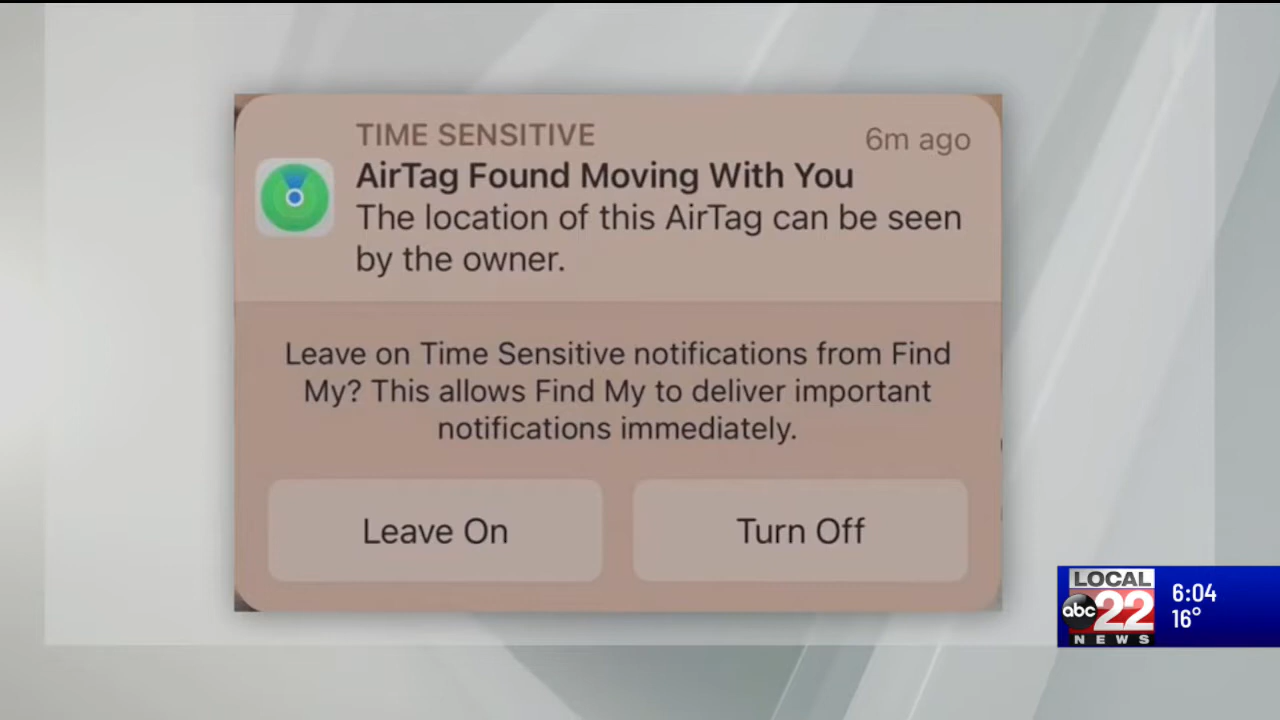 TIME SENSITIVE
6m ago
AirTag Found Moving With You
The location of this AirTag can be seen
by the owner.
Leave on Time Sensitive notifications from Find
My? This allows Find My to deliver important
notifications immediately.
Leave On
Turn Off
LOCAL
abc 22
NEWS
6:04
16°